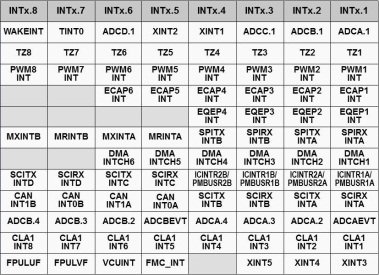 INTx.8 INTx.7 INTx.6 INTx.5 INTx.4 INTx.3 INTx.2 INTx.1
WAKEINT TINT0 ADCD.1 XINT2 XINT1 ADCC.1 ADCB.1 ADCA.1
TZ8 TZ7 TZ6 TZ5 TZ4 TZ3 TZ2 TZ1
PWM8 PWM7 PWM6 PWM5 PWM4 PWM3 PWM2 PWM1
INT INT INT INT INT INT INT INT
ECAP6 ECAP5 ECAP4 ECAP3 ECAP2 ECAP1
INT INT INT INT INT INT
EQEP4 EQEP3 EQEP2 EQEP1
INT INT INT INT
MXINTB MRINTB MXINTA MRINTA SPITX SPIRX SPITX SPIRX
INTB INTB INTA INTA
DMA DMA DMA DMA DMA DMA
INTCH6 INTCH5 INTCH4 INTCH3 INTCH2 INTCH1
SCITX SCIRX SCITX SCIRX ICINTR2B/ ICINTR1B/ ICINTR2A/ ICINTR1A/
INTD INTD INTC INTC PMBUSR2B PMBUSR1B PMBUSR2A PMBUSR1A
CAN CAN CAN CAN SCITX SCIRX SCITX SCIRX
INT1B INT0B INT1A INT0A INTB INTB INTA INTA
ADCB.4 ADCB.3 ADCB.2 ADCBEVT ADCA.4 ADCA.3 ADCA.2 ADCAEVT
CLA1 CLA1 CLA1 CLA1 CLA1 CLA1 CLA1 CLA1
INT8 INT7 INT6 INT5 INT4 INT3 INT2 INT1
FPULUF FPULVF VCUINT FMC_INT XINT5 XINT4 XINT3